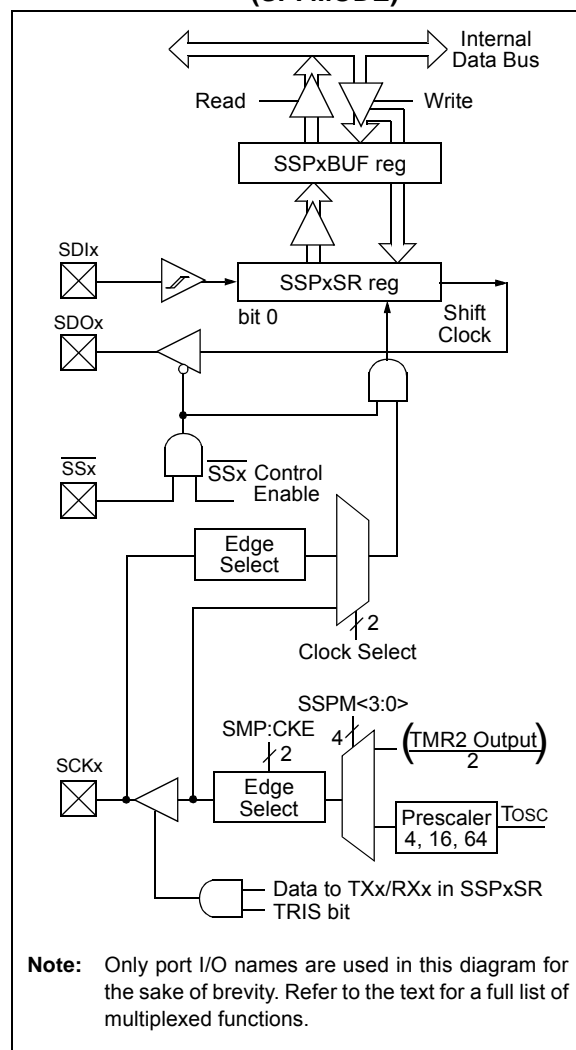 Internal
Data Bus
Read
Write
SSPxBUF reg
SDIx
SSPxSR reg
bit 0
Shift
Clock
SDOx
SSx
SSx Control
Enable
Edge
Select
2
Clock Select
SSPM<3:0>
SMP:CKE
4
2
(TMR2 Output)
2
SCKx
Edge
Select
Prescaler
4, 16, 64
TOSC
Data to TXx/RXx in SSPxSR
TRIS bit
Note: Only port I/O names are used in this diagram for
the sake of brevity. Refer to the text for a full list of
multiplexed functions.